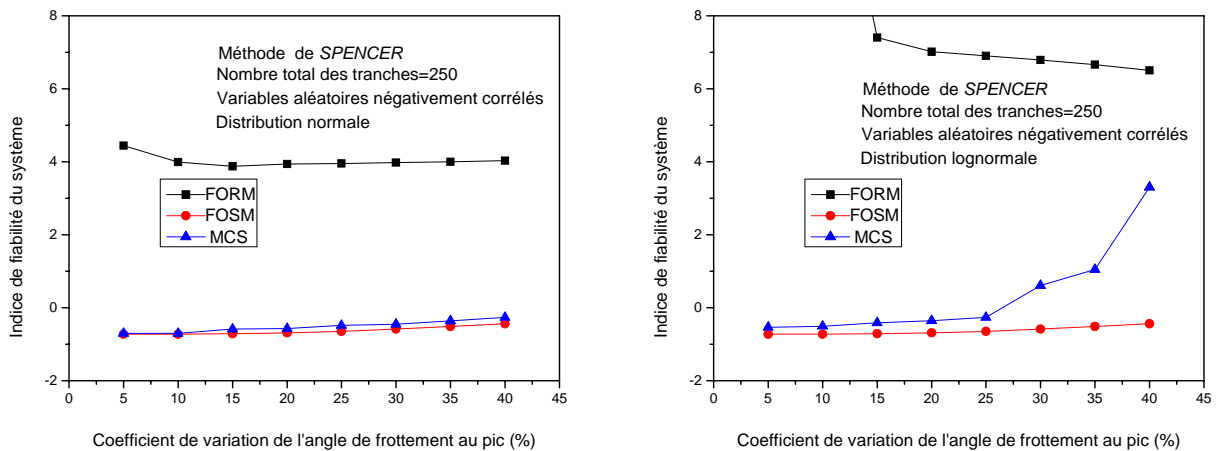 8
6
4
2
0
-2
Indice de fiabilité du système
Méthode de SPENCER
Nombre total des tranches=250
Variables aléatoires négativement corrélés
Distribution normale
FORM
FOSM
MCS
0 5 10 15 20 25 30 35 40 45
Coefficient de variation de l'angle de frottement au pic (%)
8
6
4
2
0
-2
Indice de fiabilité du système
Méthode de SPENCER
Nombre total des tranches=250
Variables aléatoires négativement corrélés
Distribution lognormale
FORM
FOSM
MCS
0 5 10 15 20 25 30 35 40 45
Coefficient de variation de l'angle de frottement au pic (%)